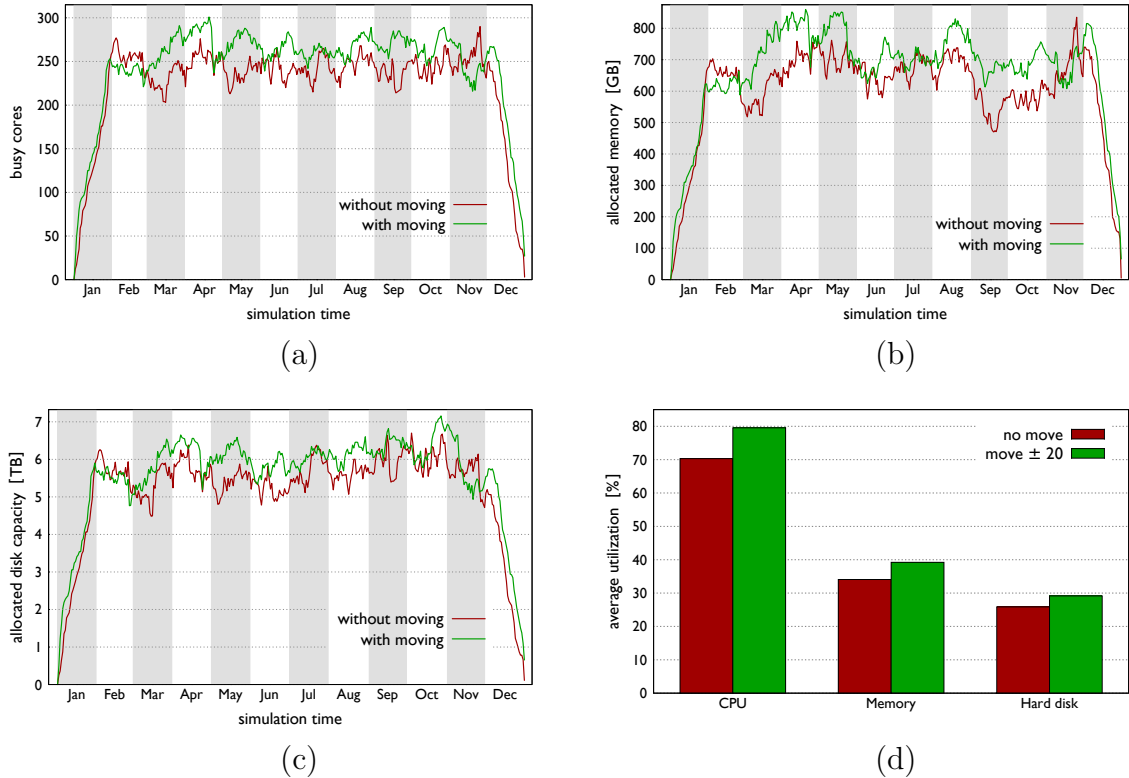 300
250
200
150
100
50
0
busy cores
without moving
with moving
Jan Feb Mar Apr May Jun Jul Aug Sep Oct Nov Dec
simulation time
(a)
800
700
600
500
400
300
200
100
0
allocated memory [GB]
without moving
with moving
Jan Feb Mar Apr May Jun Jul Aug Sep Oct Nov Dec
simulation time
(b)
7
6
5
4
3
2
1
0
allocated disk capacity [TB]
without moving
with moving
Jan Feb Mar Apr May Jun Jul Aug Sep Oct Nov Dec
simulation time
(c)
80
70
60
50
40
30
20
10
0
average utilization [%]
no move
move ± 20
CPU Memory Hard disk
(d)